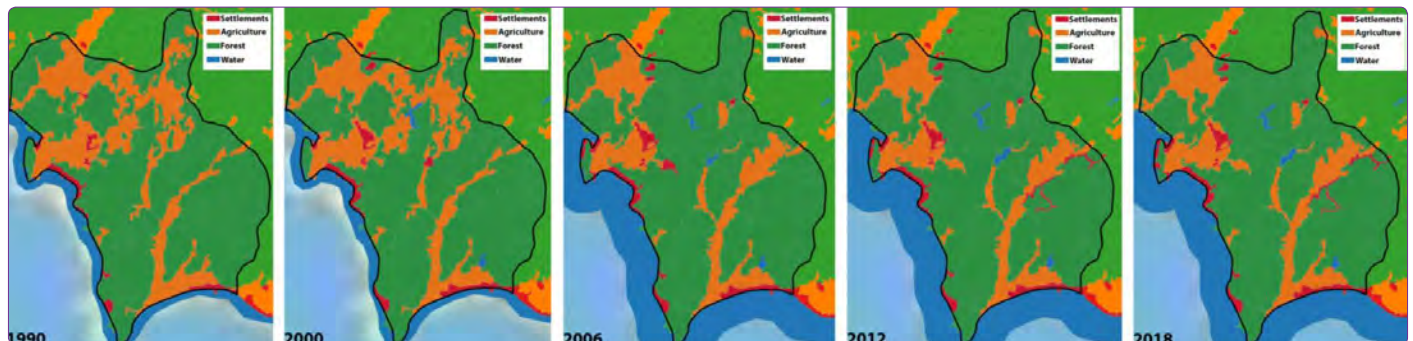 Settlements
Agriculture
Forest
Water
1990
Settlements
Agriculture
Forest
Water
2000
Settlements
Agriculture
Forest
Water
2006
Settlements
Agriculture
Forest
Water
2012
Settlements
Agriculture
Forest
Water
2018